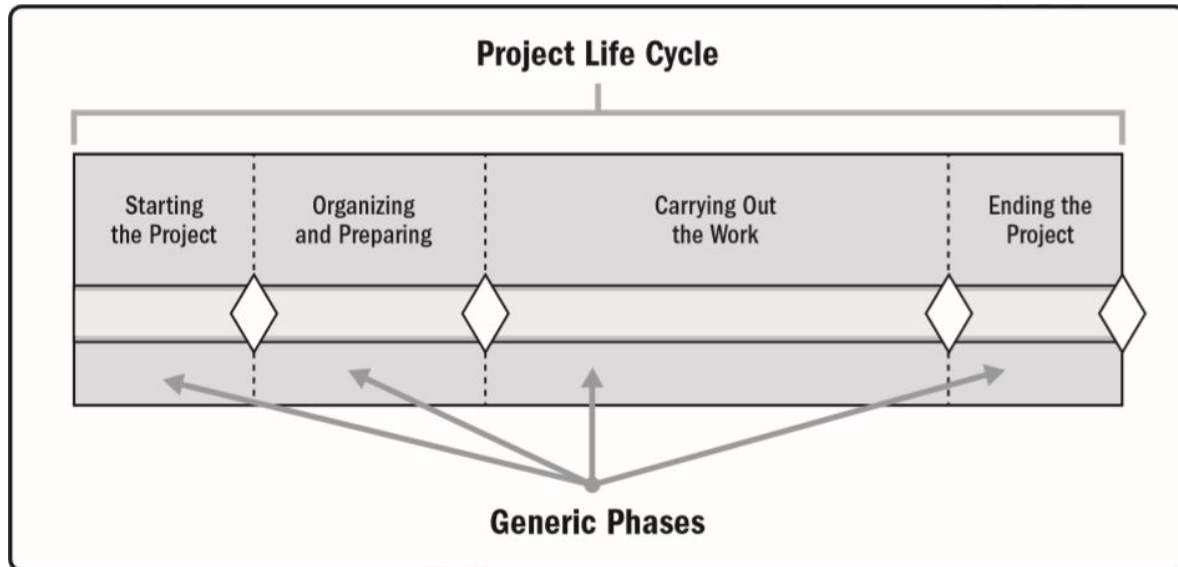 Project Life Cycle
Starting
the Project
Organizing
and Preparing
Carrying Out
the Work
Ending the
Project
Generic Phases